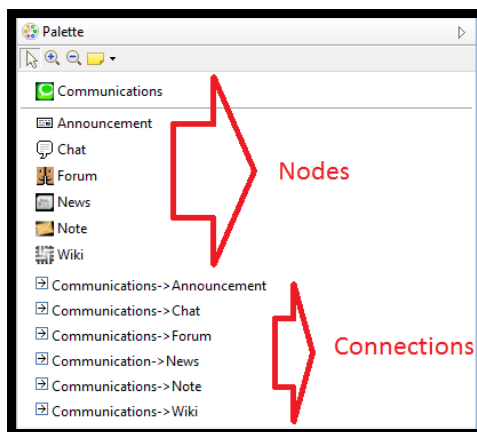 Palette
Communications
Announcement
Chat
Forum
News
Note
Wiki
Nodes
Communications->Announcement
Communications->Chat
Communications->Forum
Communication->News
Communications->Note
Communications->Wiki
Connections